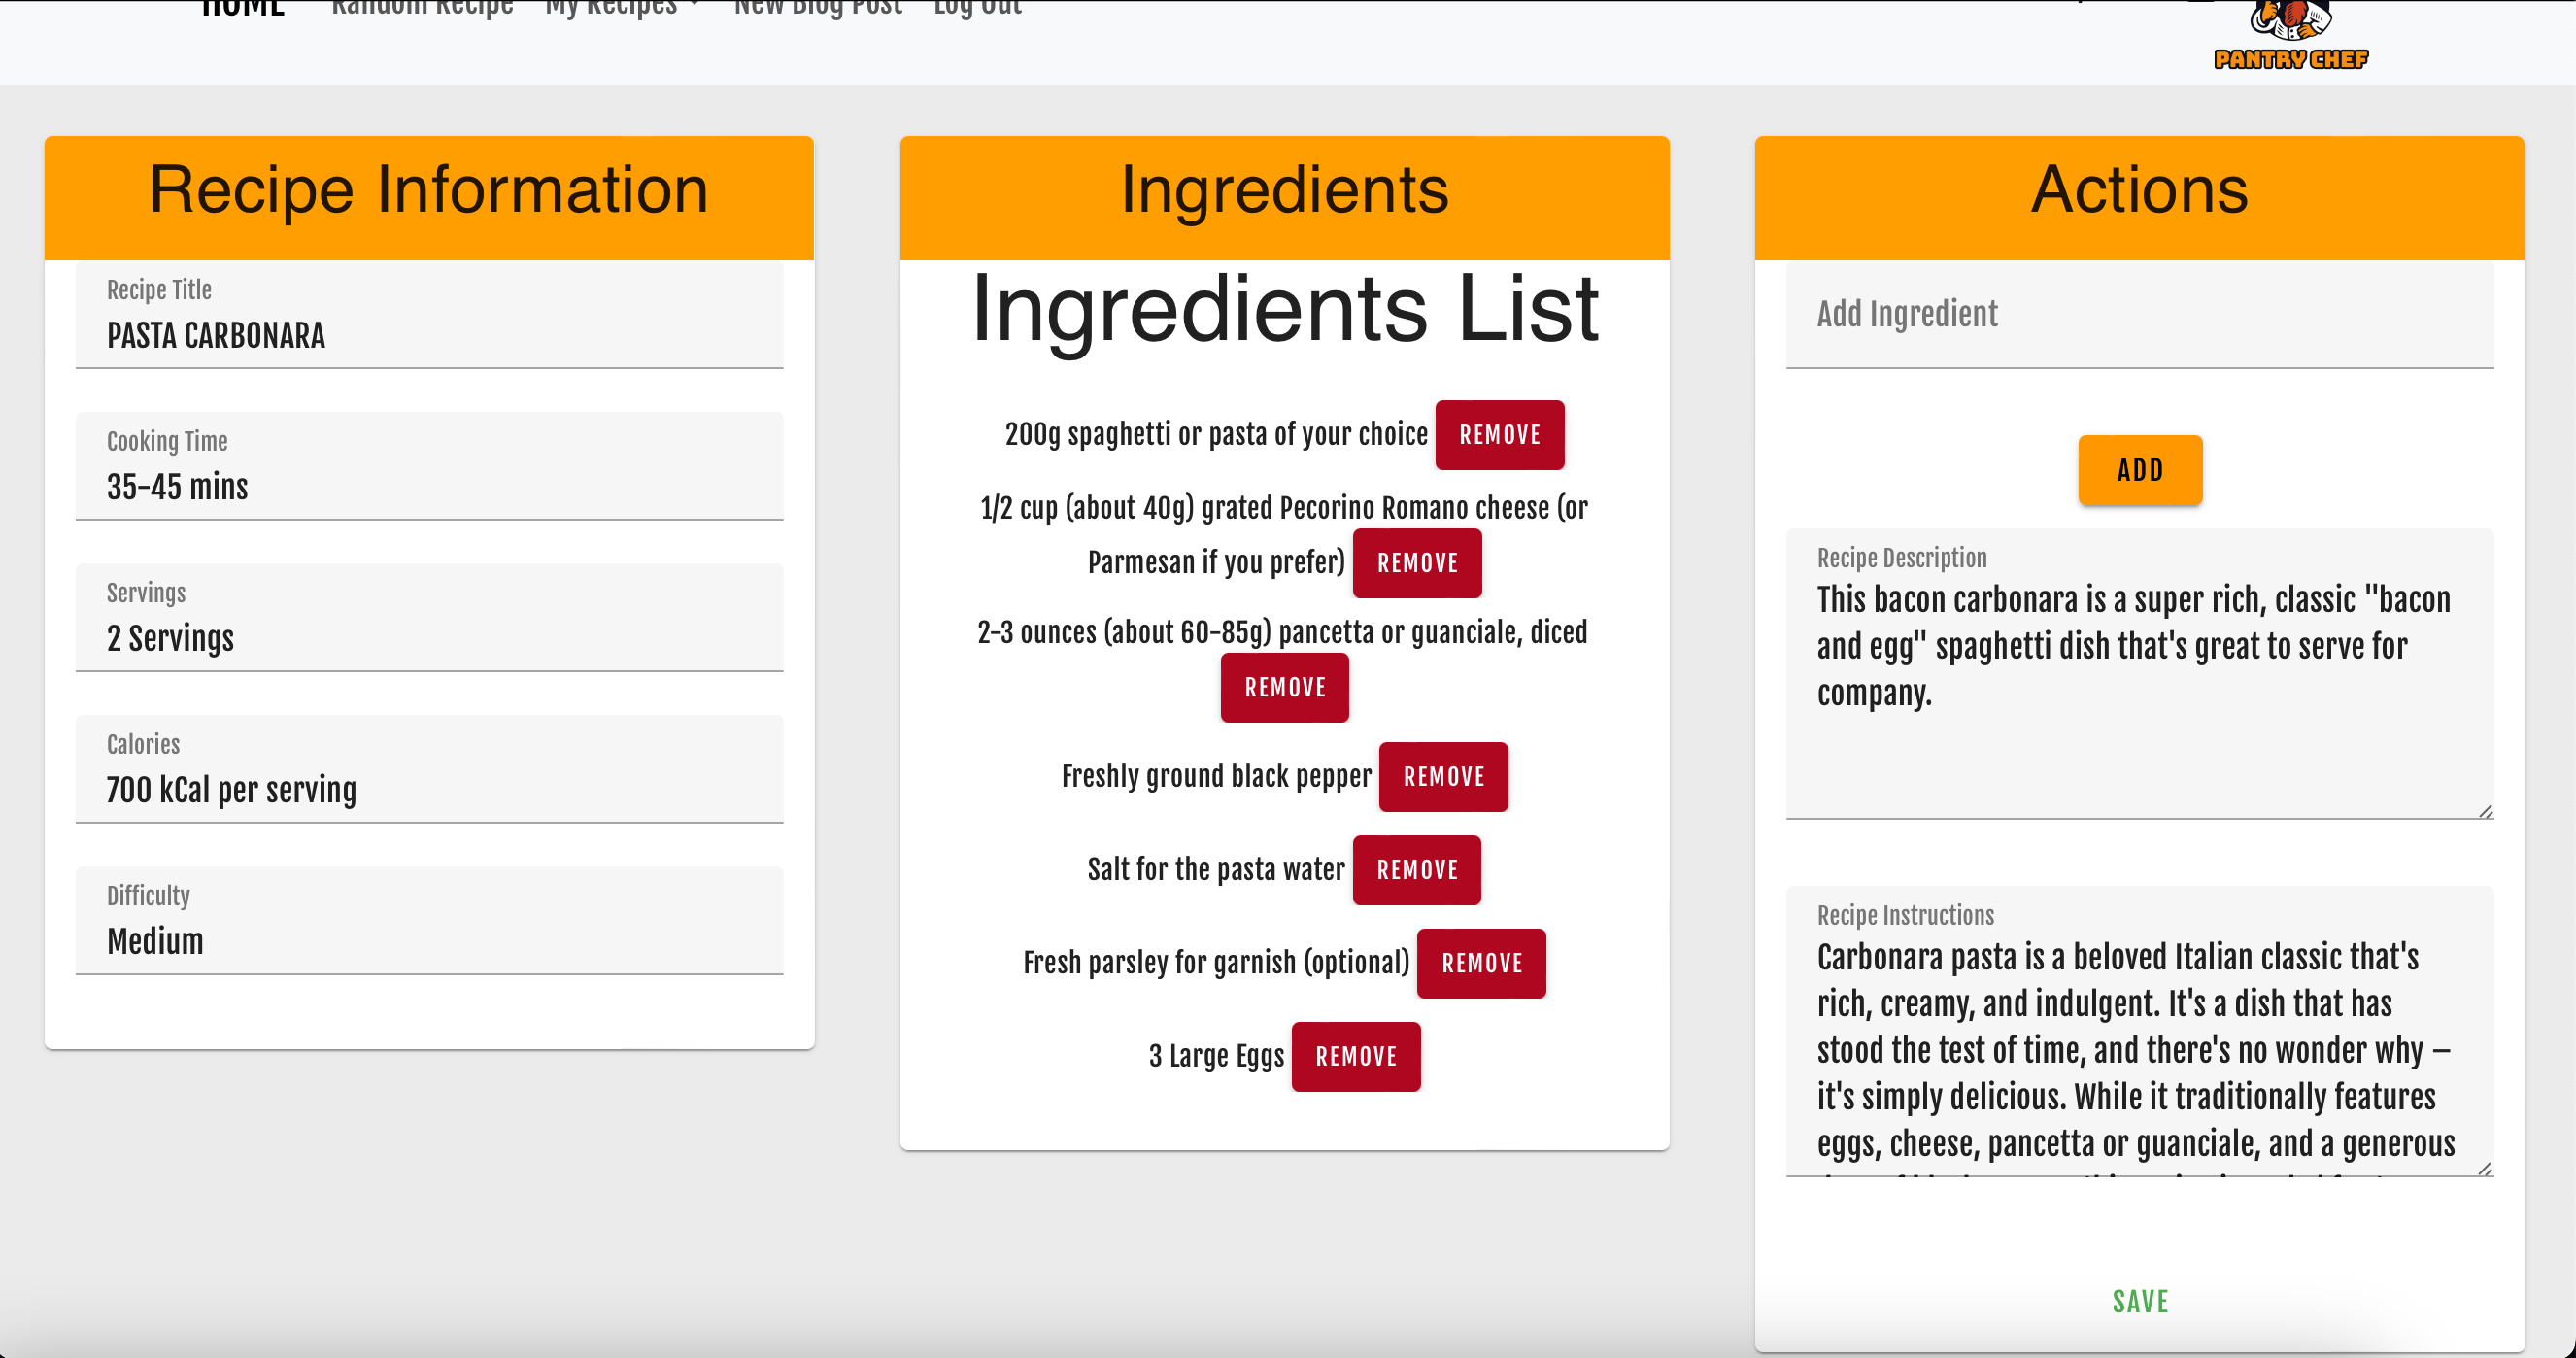 HOME Random Recipe My Recipes New Blog Post Log Out
PANTRY CHEF
Recipe Information
Recipe Title
PASTA CARBONARA
Cooking Time
35-45 mins
Servings
2 Servings
Calories
700 kCal per serving
Difficulty
Medium
Ingredients
Ingredients List
200g spaghetti or pasta of your choice REMOVE
1/2 cup (about 40g) grated Pecorino Romano cheese (or
Parmesan if you prefer) REMOVE
2-3 ounces (about 60-85g) pancetta or guanciale, diced
REMOVE
Freshly ground black pepper REMOVE
Salt for the pasta water REMOVE
Fresh parsley for garnish (optional) REMOVE
3 Large Eggs REMOVE
Actions
Add Ingredient
ADD
Recipe Description
This bacon carbonara is a super rich, classic "bacon
and egg" spaghetti dish that's great to serve for
company.
Recipe Instructions
Carbonara pasta is a beloved Italian classic that's
rich, creamy, and indulgent. It's a dish that has
stood the test of time, and there's no wonder why –
it's simply delicious. While it traditionally features
eggs, cheese, pancetta or guanciale, and a generous
SAVE